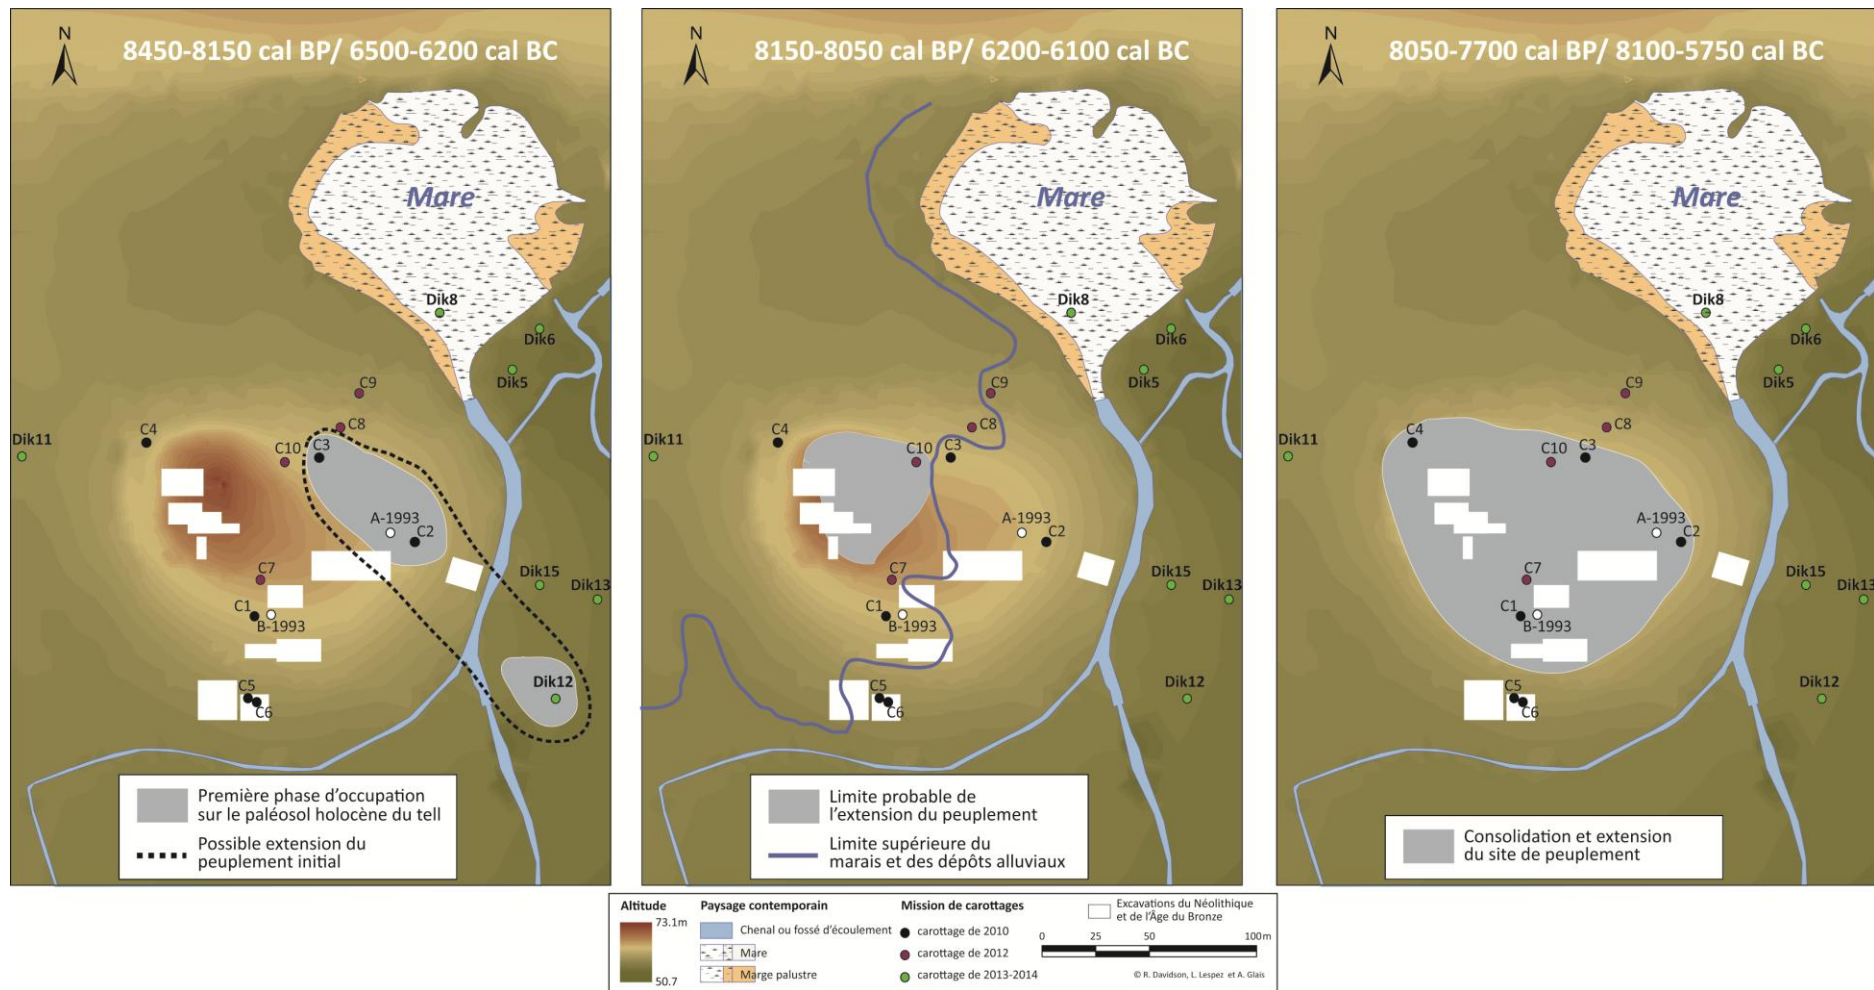 N
8450-8150 cal BP/ 6500-6200 cal BC
Mare
Dik8
Dik6
Dik5
C9
C8
C4
C3
C10
Dik11
A-1993
C2
C7
Dik15
Dik13
C1
B-1993
Dik12
C5
C6
Première phase d'occupation
sur le paléosol holocène du tell
Possible extension du
peuplement initial
N
8150-8050 cal BP/ 6200-6100 cal BC
Mare
Dik8
Dik6
Dik5
C9
C8
C4
C3
C10
Dik11
A-1993
C2
C7
Dik15
Dik13
C1
B-1993
Dik12
C5
C6
Limite probable de
l'extension du peuplement
Limite supérieure du
marais et des dépôts alluviaux
N
8050-7700 cal BP/ 8100-5750 cal BC
Mare
Dik8
Dik6
Dik5
C9
C8
C4
C3
C10
Dik11
A-1993
C2
C7
Dik15
Dik13
C1
B-1993
Dik12
C5
C6
Consolidation et extension
du site de peuplement
Altitude
73.1m
50.7
Paysage contemporain
Chenal ou fossé d'écoulement
Mare
Marge palustre
Mission de carottages
carottage de 2010
carottage de 2012
carottage de 2013-2014
Excavations du Néolithique
et de l'Âge du Bronze
0 25 50 100 m
© R. Davidson, L. Lespez et A. Glais